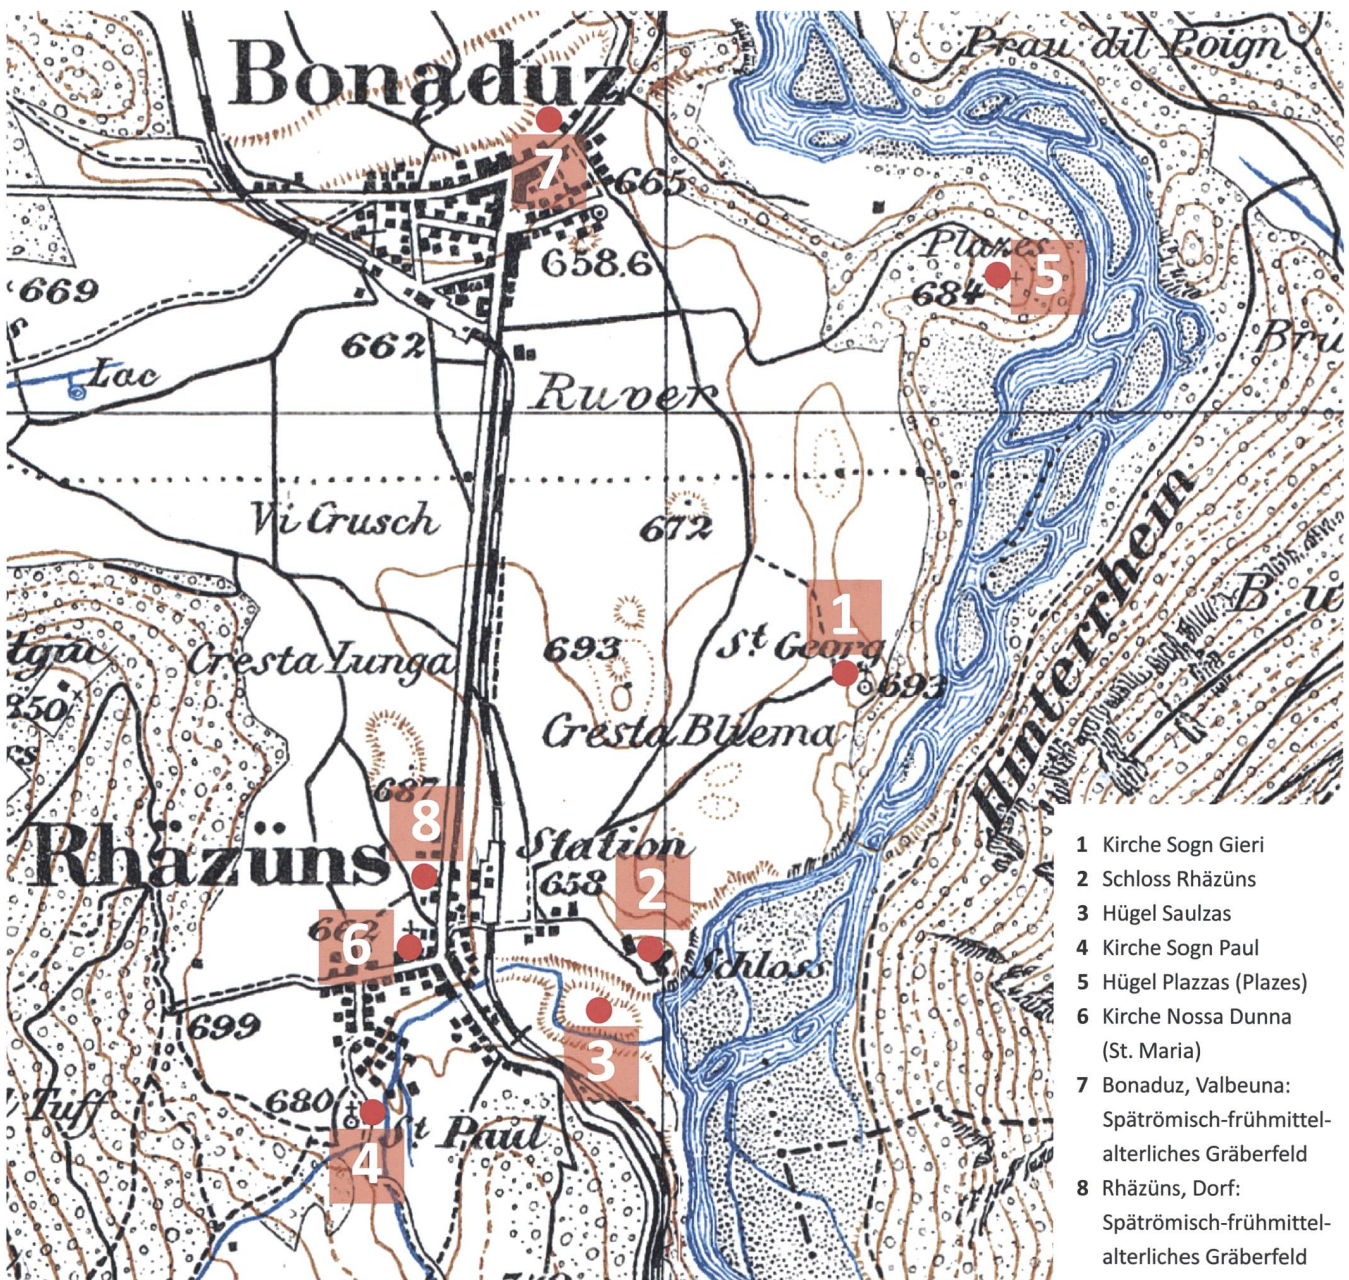 Prau dil Poign
Bonaduz
7
665
658.6
Plazes
5
684
669
662
Lac
Ruver
Bru
Vi Crusch
672
Hinterrhein
1
St. Georg
693
693
Cresta Lunga
Cresta Bluema
850
687
8
Rhäzüns
Station
658
2
662
6
Schloss
699
3
Tuff
680
St Paul
4
1 Kirche Sogn Gieri
2 Schloss Rhäzüns
3 Hügel Saulzas
4 Kirche Sogn Paul
5 Hügel Plazzas (Plazes)
6 Kirche Nossa Dunna
(St. Maria)
7 Bonaduz, Valbeuna:
Spätrömisch-frühmittel-
alterliches Gräberfeld
8 Rhäzüns, Dorf:
Spätrömisch-frühmittel-
alterliches Gräberfeld